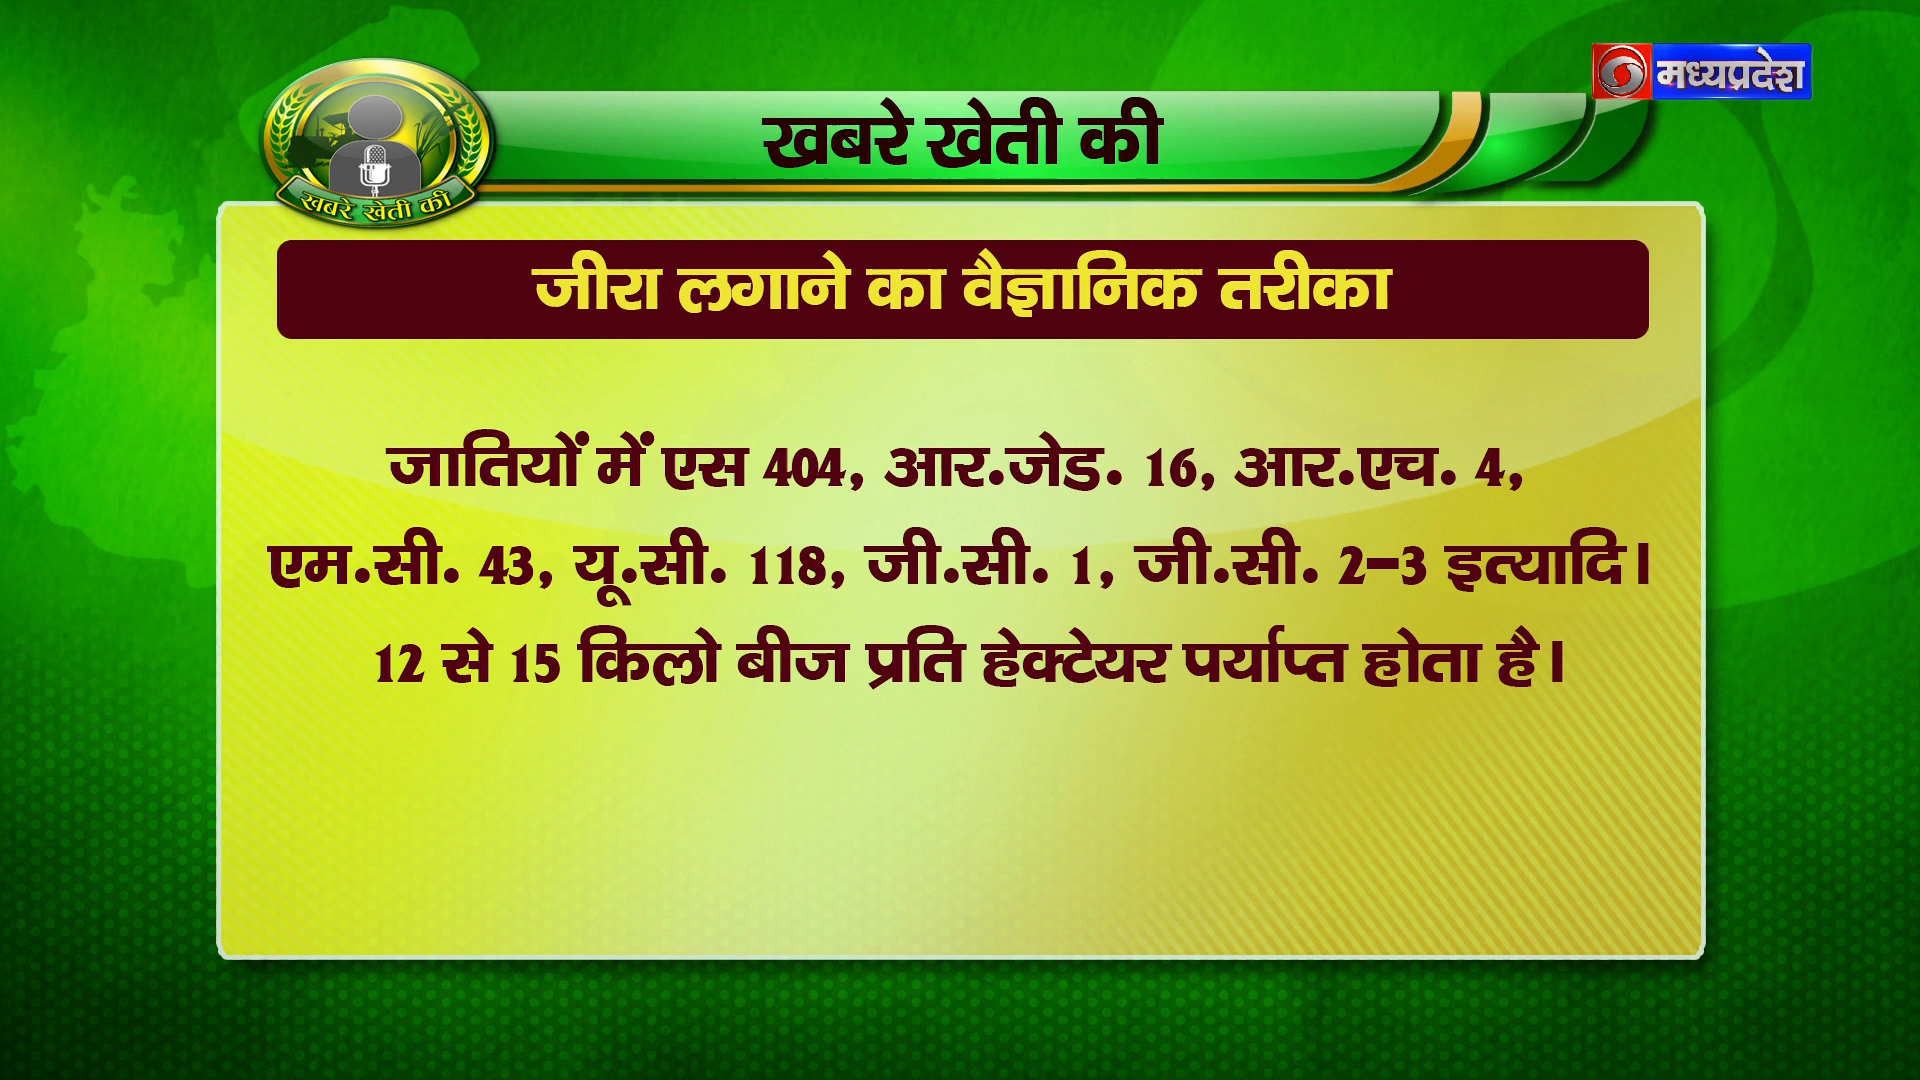 मध्यप्रदेश
खबरे खेती की
खबरे खेती की
जीरा लगाने का वैज्ञानिक तरीका
जातियों में एस 404, आर.जेड. 16, आर.एच. 4,
एम.सी. 43, यू.सी. 118, जी.सी. 1, जी.सी. 2-3 इत्यादि।
12 से 15 किलो बीज प्रति हेक्टेयर पर्याप्त होता है।